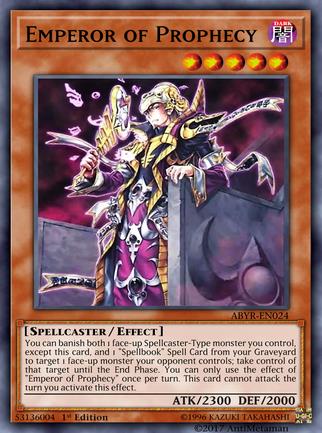 EMPEROR OF PROPHECY
DARK
闇
ABYR-EN024
[SPELLCASTER / EFFECT]
You can banish both 1 face-up Spellcaster-Type monster you control,
except this card, and 1 "Spellbook" Spell Card from your Graveyard
to target 1 face-up monster your opponent controls; take control of
that target until the End Phase. You can only use the effect of
"Emperor of Prophecy" once per turn. This card cannot attack the
turn you activate this effect.
ATK/2300 DEF/2000
53136004 1st Edition ©1996 KAZUKI TAKAHASHI
©2017 AntiMetaman